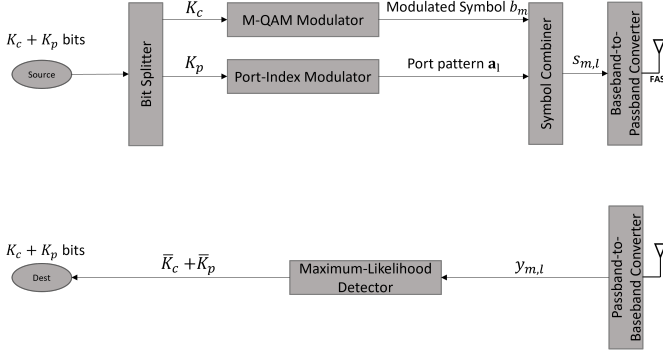 K_c + K_p bits
Source
Bit Splitter
K_c
M-QAM Modulator
Modulated Symbol b_m
K_p
Port-Index Modulator
Port pattern a_l
Symbol Combiner
s_{m,l}
Baseband-to-
Passband Converter
FAS
K_c + K_p bits
Dest
K̅_c + K̅_p
Maximum-Likelihood
Detector
y_{m,l}
Passband-to-
Baseband Converter